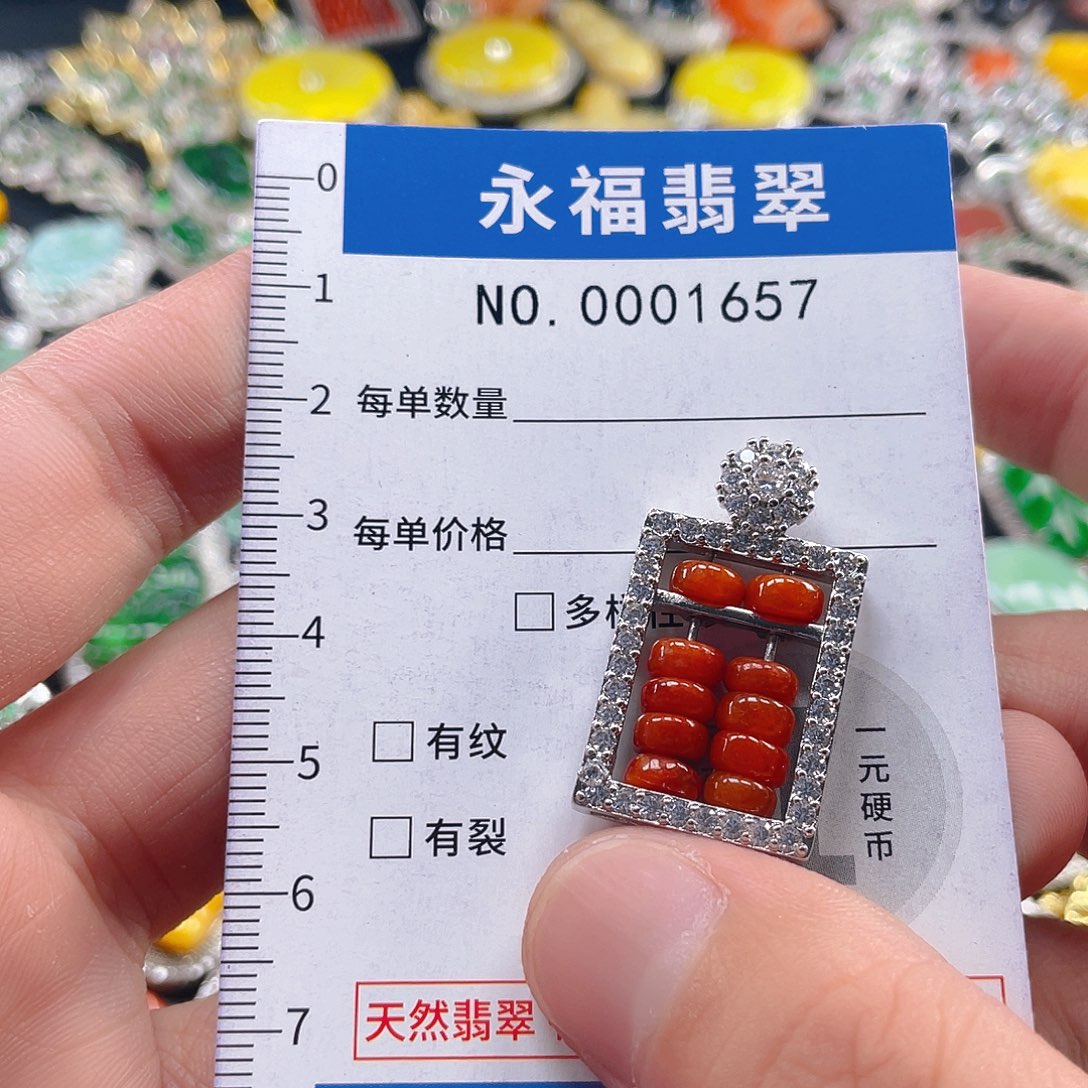 永福翡翠
NO. 0001657
0
1
2
3
4
5
6
7
每单数量
每单价格
□ 多
□ 有纹
□ 有裂
一元硬币
天然翡翠